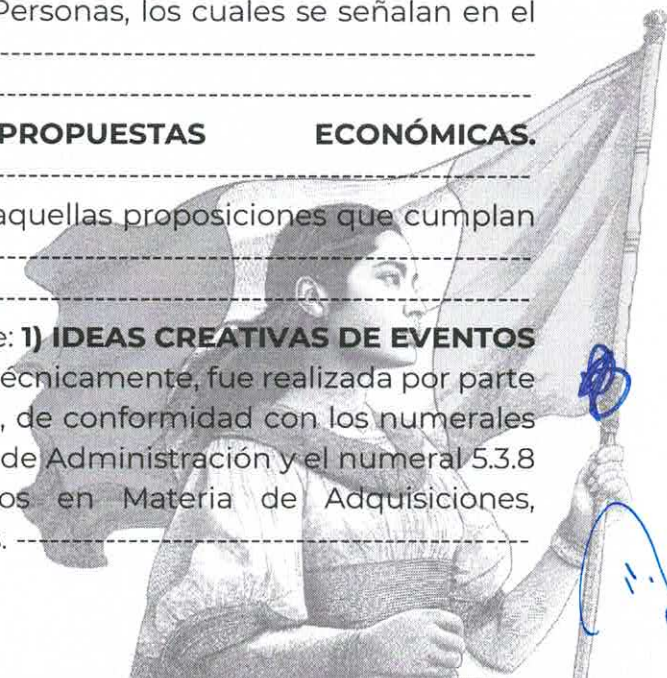 Personas, los cuales se señalan en el
------------------------------------------------
------------------------------------------------
PROPUESTAS ECONÓMICAS.
------------------------------------------------
aquellas proposiciones que cumplan
------------------------------------------------
------------------------------------------------
e: 1) IDEAS CREATIVAS DE EVENTOS
écnicamente, fue realizada por parte
, de conformidad con los numerales
de Administración y el numeral 5.3.8
os en Materia de Adquisiciones,
. ----------------------------------------------